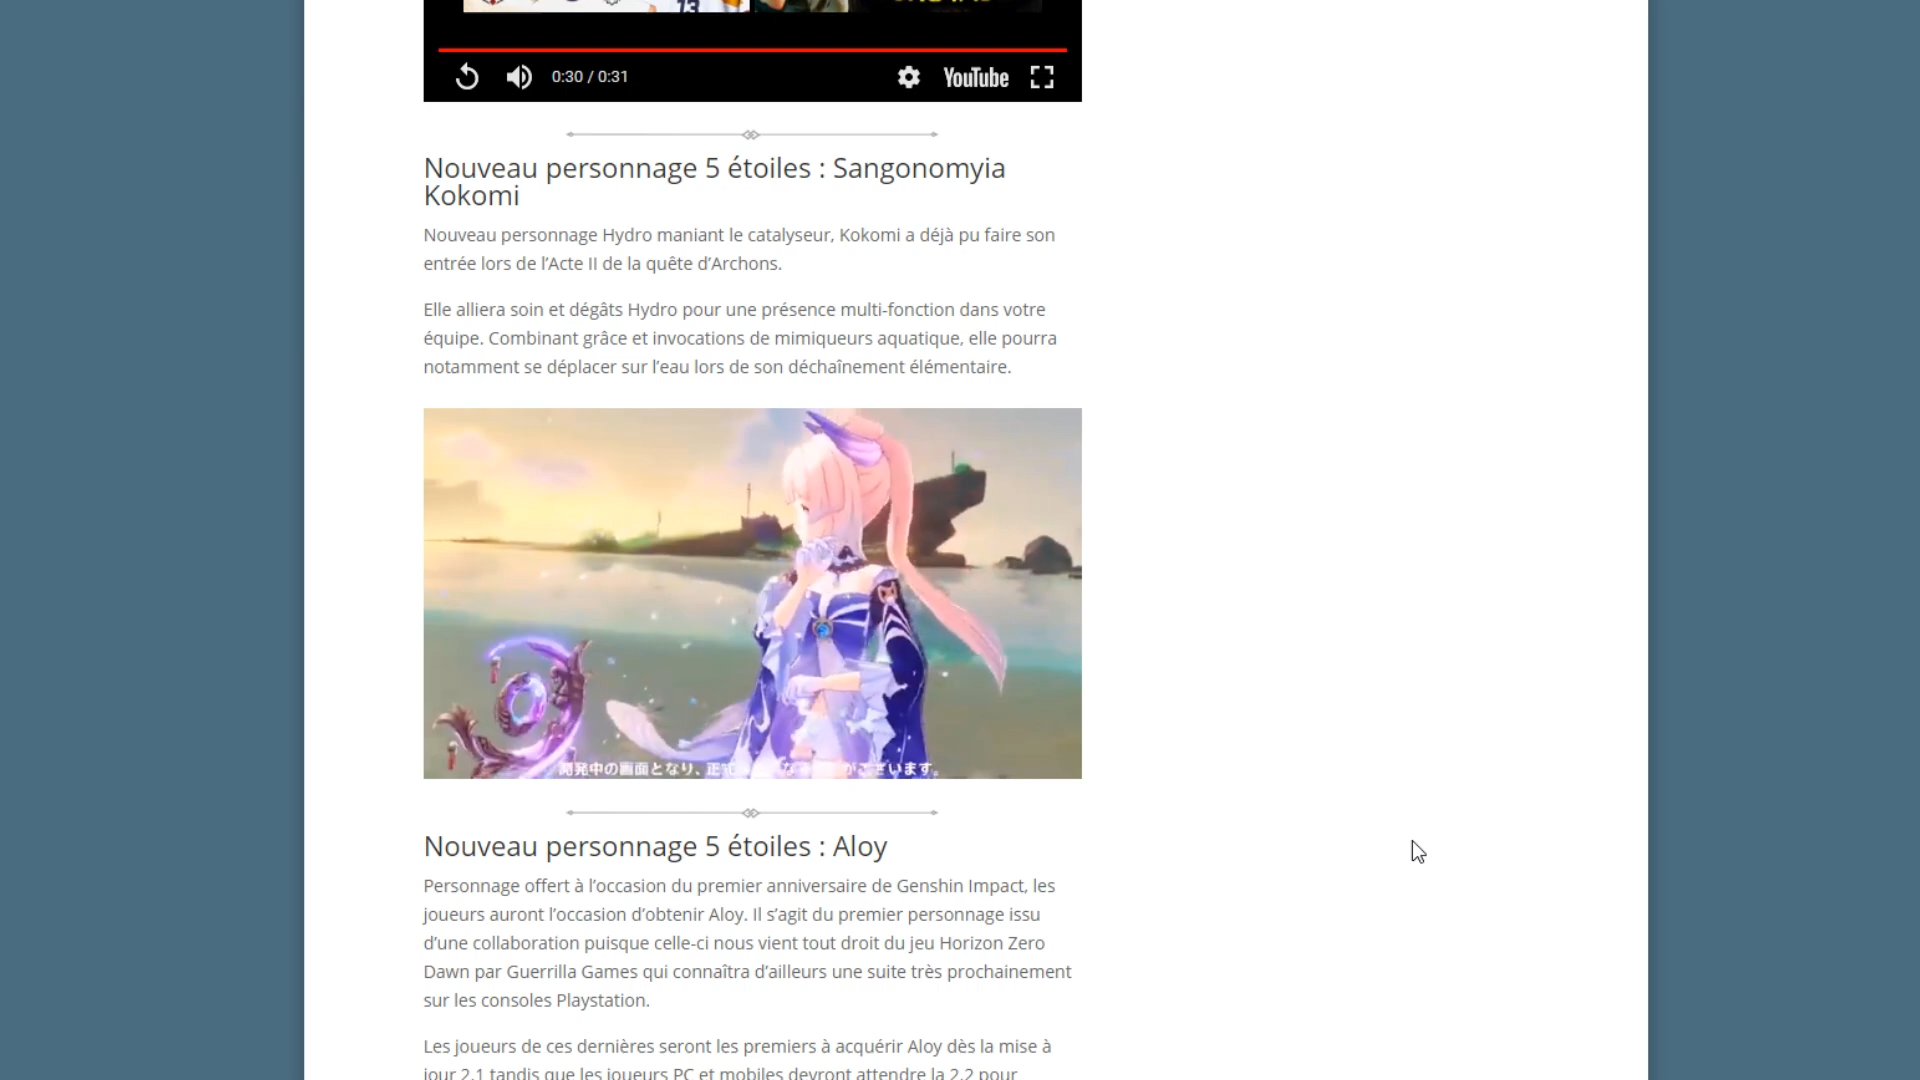 13
0:30 / 0:31
YouTube
Nouveau personnage 5 étoiles : Sangonomyia
Kokomi
Nouveau personnage Hydro maniant le catalyseur, Kokomi a déjà pu faire son
entrée lors de l’Acte II de la quête d’Archons.
Elle alliera soin et dégâts Hydro pour une présence multi-fonction dans votre
équipe. Combinant grâce et invocations de mimiqueurs aquatique, elle pourra
notamment se déplacer sur l’eau lors de son déchaînement élémentaire.
開発中の画面となり、正式 な がございます。
Nouveau personnage 5 étoiles : Aloy
Personnage offert à l’occasion du premier anniversaire de Genshin Impact, les
joueurs auront l’occasion d’obtenir Aloy. Il s’agit du premier personnage issu
d’une collaboration puisque celle-ci nous vient tout droit du jeu Horizon Zero
Dawn par Guerrilla Games qui connaîtra d’ailleurs une suite très prochainement
sur les consoles Playstation.
Les joueurs de ces dernières seront les premiers à acquérir Aloy dès la mise à
jour 2.1 tandis que les joueurs PC et mobiles devront attendre la 2.2 pour